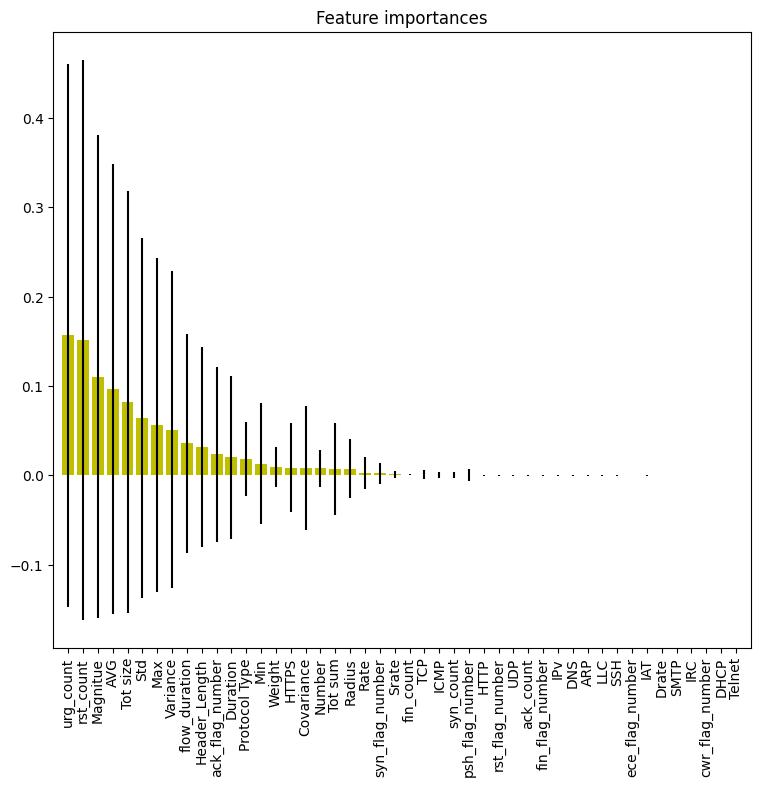 Feature importances
0.4
0.3
0.2
0.1
0.0
−0.1
urg_count
rst_count
Magnitue
AVG
Tot size
Std
Max
Variance
flow_duration
Header_Length
ack_flag_number
Duration
Protocol Type
Min
Weight
HTTPS
Covariance
Number
Tot sum
Radius
Rate
syn_flag_number
Srate
fin_count
TCP
ICMP
syn_count
psh_flag_number
HTTP
rst_flag_number
UDP
ack_count
fin_flag_number
IPv
DNS
ARP
LLC
SSH
ece_flag_number
IAT
Drate
SMTP
IRC
cwr_flag_number
DHCP
Telnet